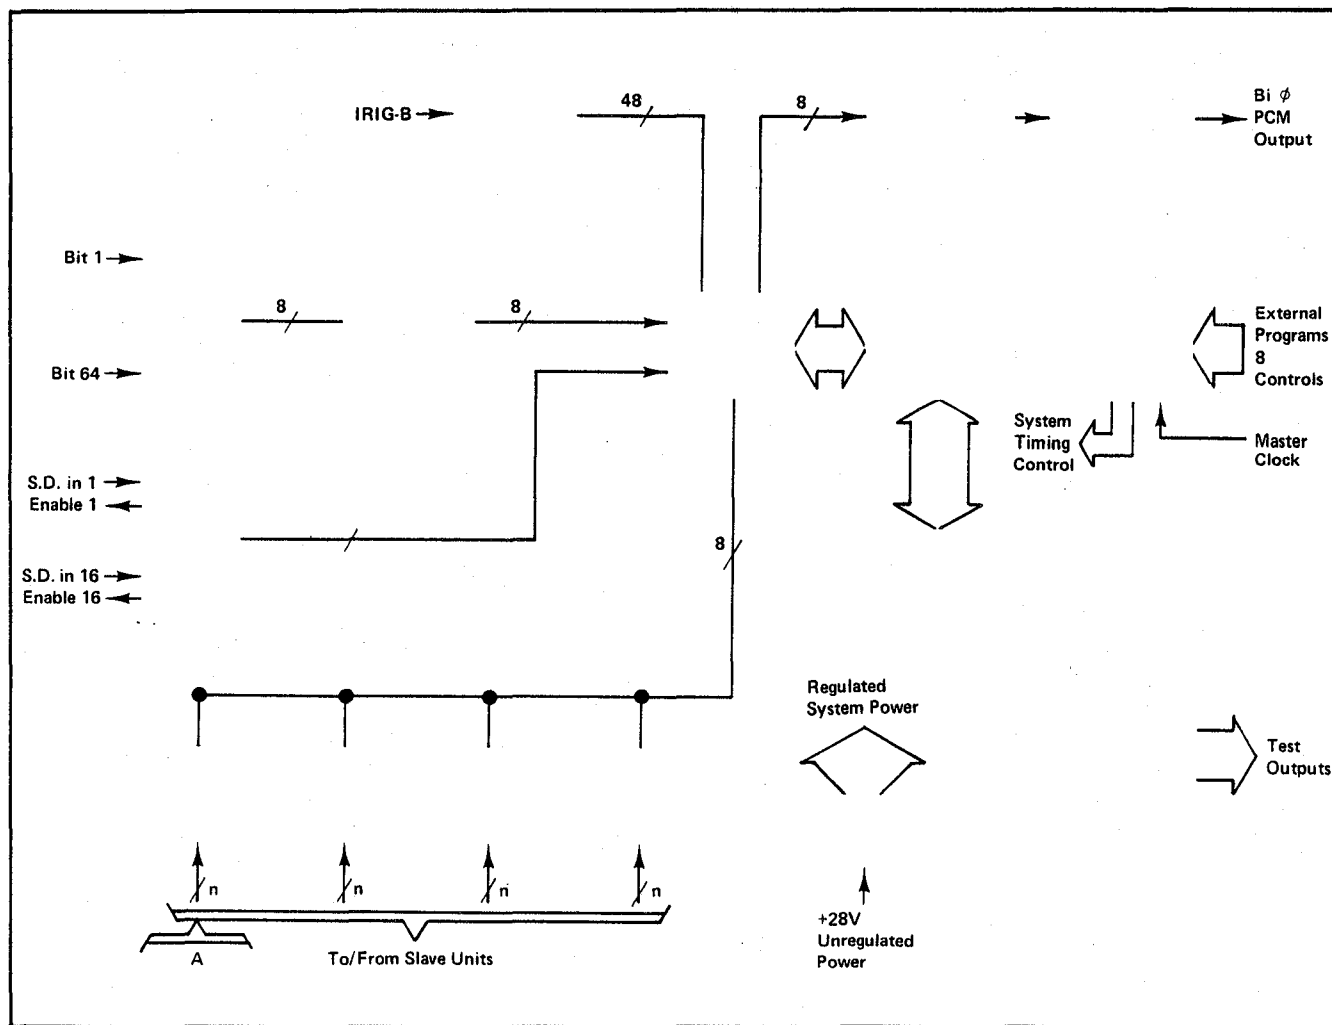 IRIG-B
48
8
Bi φ
PCM
Output
Bit 1
8
8
External
Programs
8
Controls
Bit 64
System
Timing
Control
Master
Clock
S.D. in 1
Enable 1
8
S.D. in 16
Enable 16
Regulated
System Power
Test
Outputs
n
n
n
n
+28V
Unregulated
Power
A
To/From Slave Units